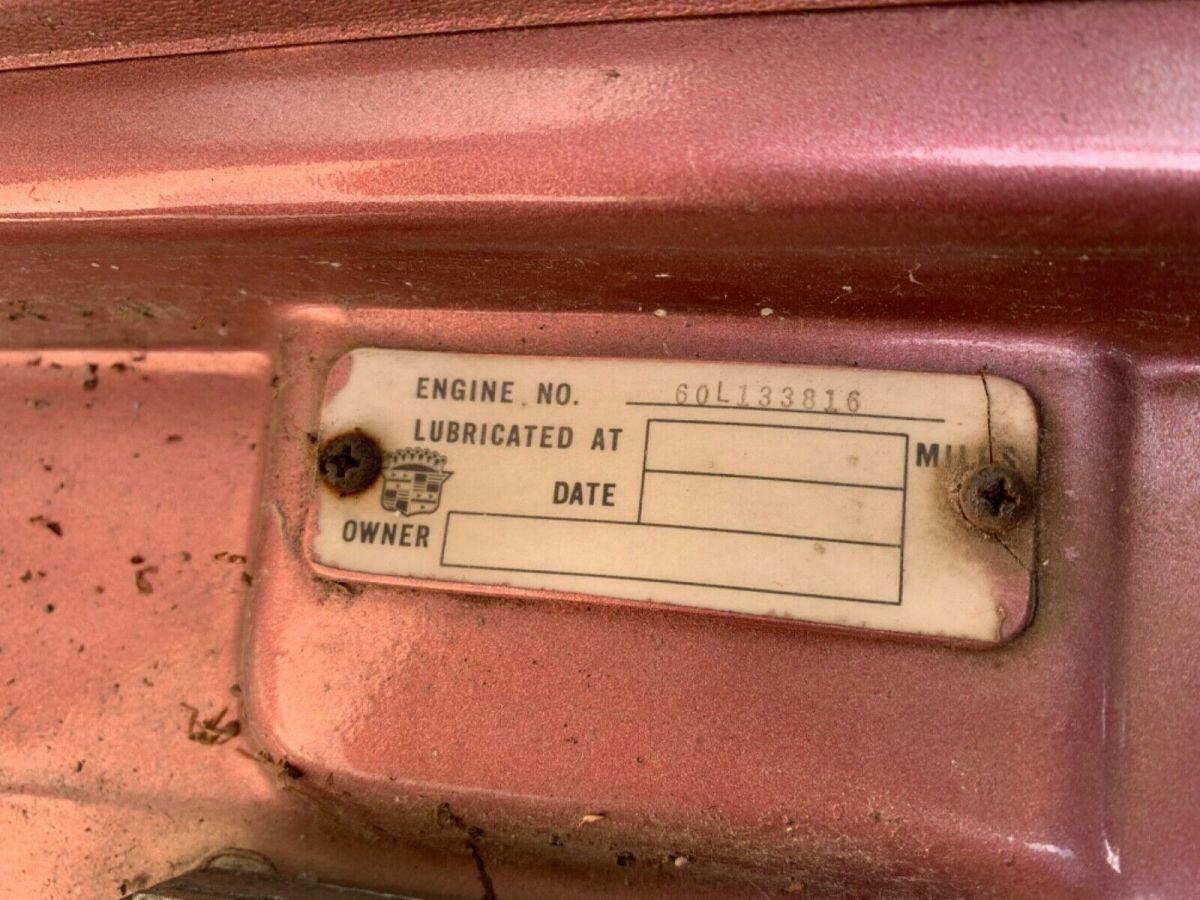 ENGINE NO. 60L133816
LUBRICATED AT MILES
DATE
OWNER